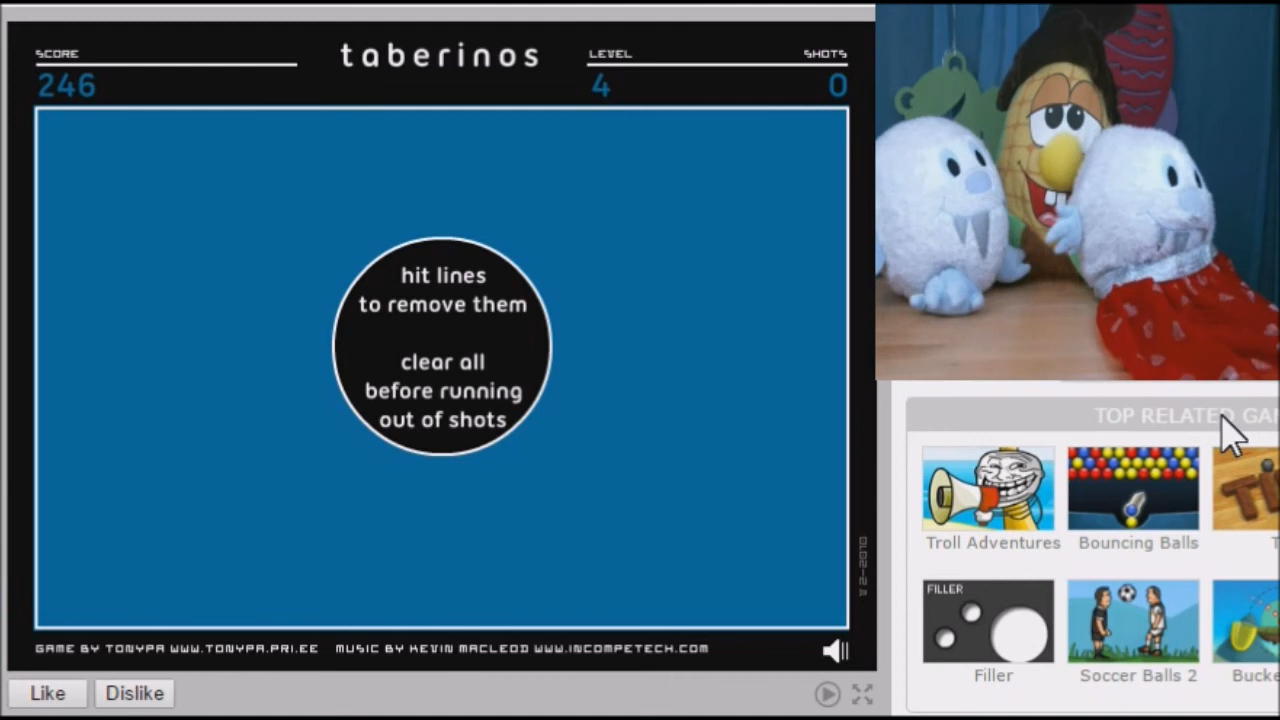 SCORE
taberinos
LEVEL
SHOTS
246
4
0
hit lines
to remove them
clear all
before running
out of shots
GAME BY TONYPA WWW.TONYPA.PRI.EE MUSIC BY KEVIN MACLEOD WWW.INCOMPETECH.COM
Like
Dislike
TOP RELATED GA
Troll Adventures
Bouncing Balls
T
FILLER
Filler
Soccer Balls 2
Bucke